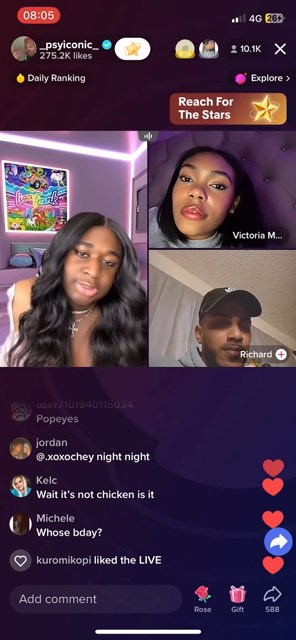 08:05
4G 26+
_psyiconic_
275.2K likes
10.1K
Daily Ranking
Explore >
Reach For
The Stars
Victoria M...
Richard
user7101940115034
Popeyes
jordan
@.xoxochey night night
Kelc
Wait it's not chicken is it
Michele
Whose bday?
kuromikopi liked the LIVE
Add comment
Rose
Gift
588